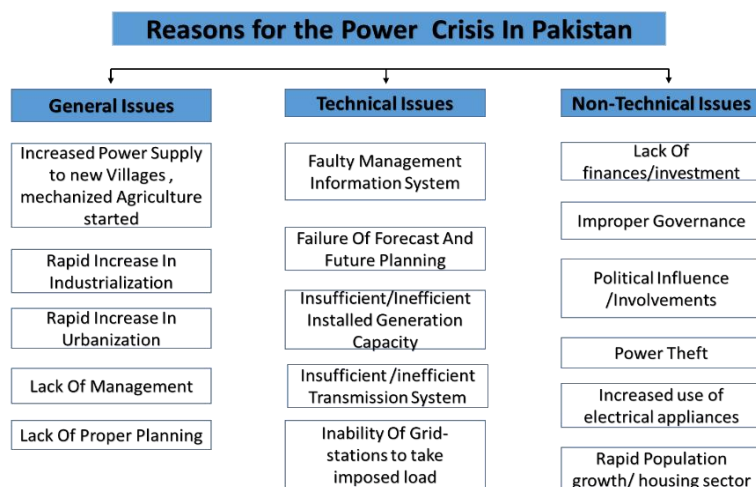 Reasons for the Power Crisis In Pakistan
General Issues
Increased Power Supply
to new Villages ,
mechanized Agriculture
started
Rapid Increase In
Industrialization
Rapid Increase In
Urbanization
Lack Of Management
Lack Of Proper Planning
Technical Issues
Faulty Management
Information System
Failure Of Forecast And
Future Planning
Insufficient/Inefficient
Installed Generation
Capacity
Insufficient /inefficient
Transmission System
Inability Of Grid-
stations to take
imposed load
Non-Technical Issues
Lack Of
finances/investment
Improper Governance
Political Influence
/Involvements
Power Theft
Increased use of
electrical appliances
Rapid Population
growth/ housing sector